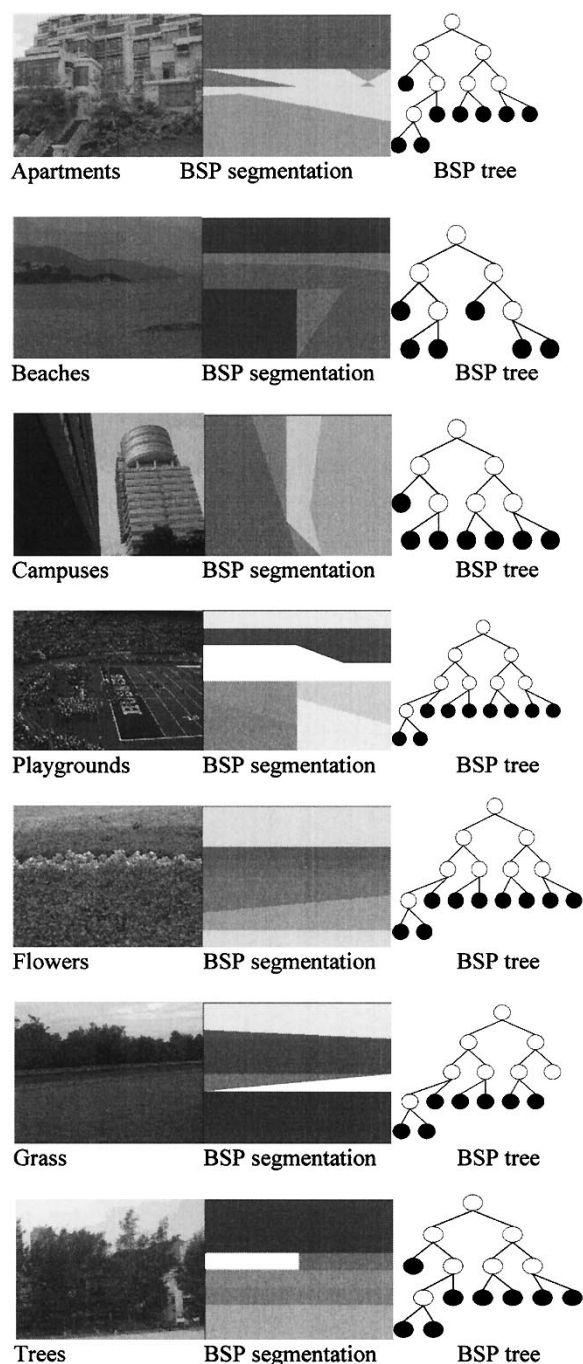 Apartments BSP segmentation BSP tree
Beaches BSP segmentation BSP tree
Campuses BSP segmentation BSP tree
Playgrounds BSP segmentation BSP tree
Flowers BSP segmentation BSP tree
Grass BSP segmentation BSP tree
Trees BSP segmentation BSP tree